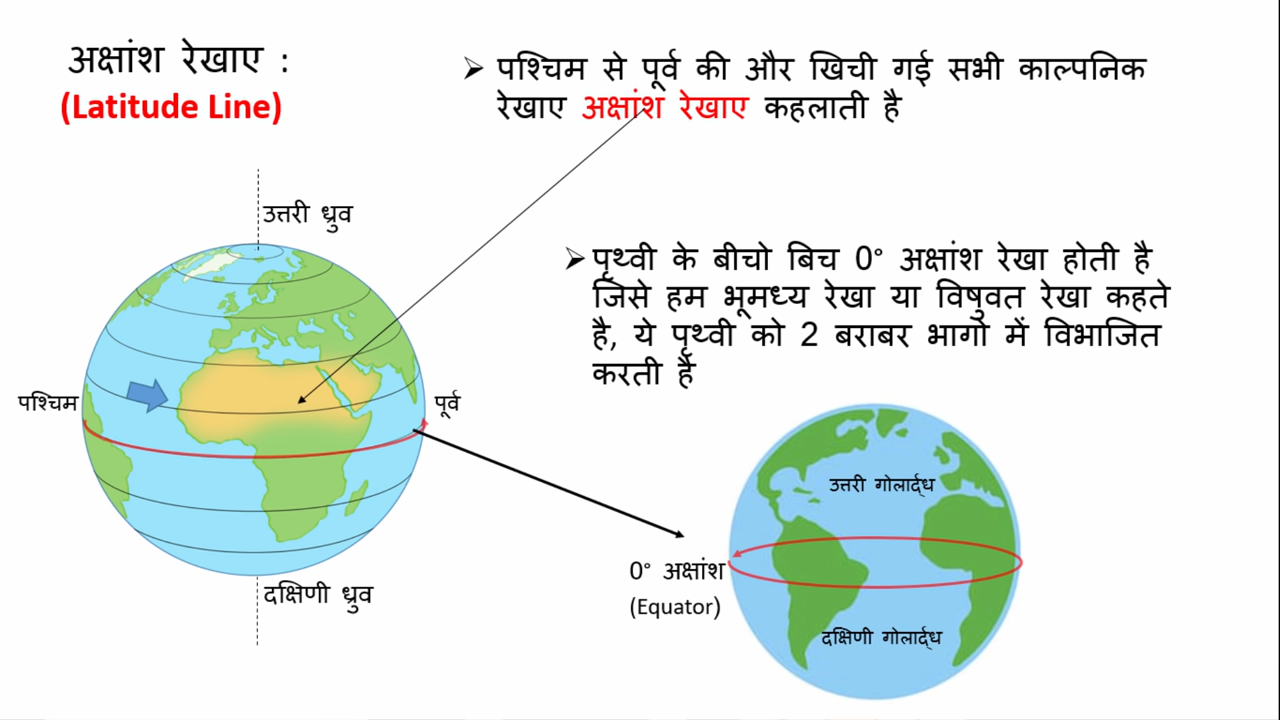 अक्षांश रेखाए :
(Latitude Line)
➢ पश्चिम से पूर्व की और खिची गई सभी काल्पनिक
रेखाए अक्षांश रेखाए कहलाती है
उत्तरी ध्रुव
➢ पृथ्वी के बीचो बिच 0° अक्षांश रेखा होती है
जिसे हम भूमध्य रेखा या विषुवत रेखा कहते
है, ये पृथ्वी को 2 बराबर भागो में विभाजित
करती है
पश्चिम
पूर्व
उत्तरी गोलार्द्ध
0° अक्षांश
(Equator)
दक्षिणी ध्रुव
दक्षिणी गोलार्द्ध